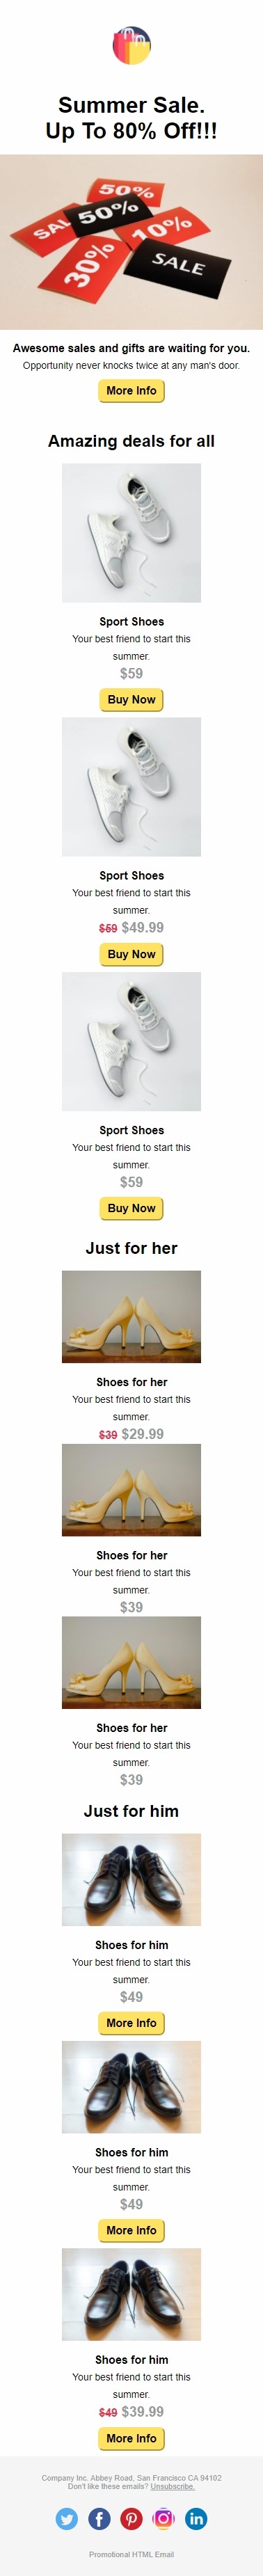 Summer Sale.
Up To 80% Off!!!
50%
SAL
50%
10%
30%
SALE
Awesome sales and gifts are waiting for you.
Opportunity never knocks twice at any man's door.
More Info
Amazing deals for all
Sport Shoes
Your best friend to start this
summer.
$59
Buy Now
Sport Shoes
Your best friend to start this
summer.
$59 $49.99
Buy Now
Sport Shoes
Your best friend to start this
summer.
$59
Buy Now
Just for her
Shoes for her
Your best friend to start this
summer.
$39 $29.99
Shoes for her
Your best friend to start this
summer.
$39
Shoes for her
Your best friend to start this
summer.
$39
Just for him
Shoes for him
Your best friend to start this
summer.
$49
More Info
Shoes for him
Your best friend to start this
summer.
$49
More Info
Shoes for him
Your best friend to start this
summer.
$49 $39.99
More Info
Company Inc. Abbey Road, San Francisco CA 94102
Don't like these emails? Unsubscribe.
Promotional HTML Email